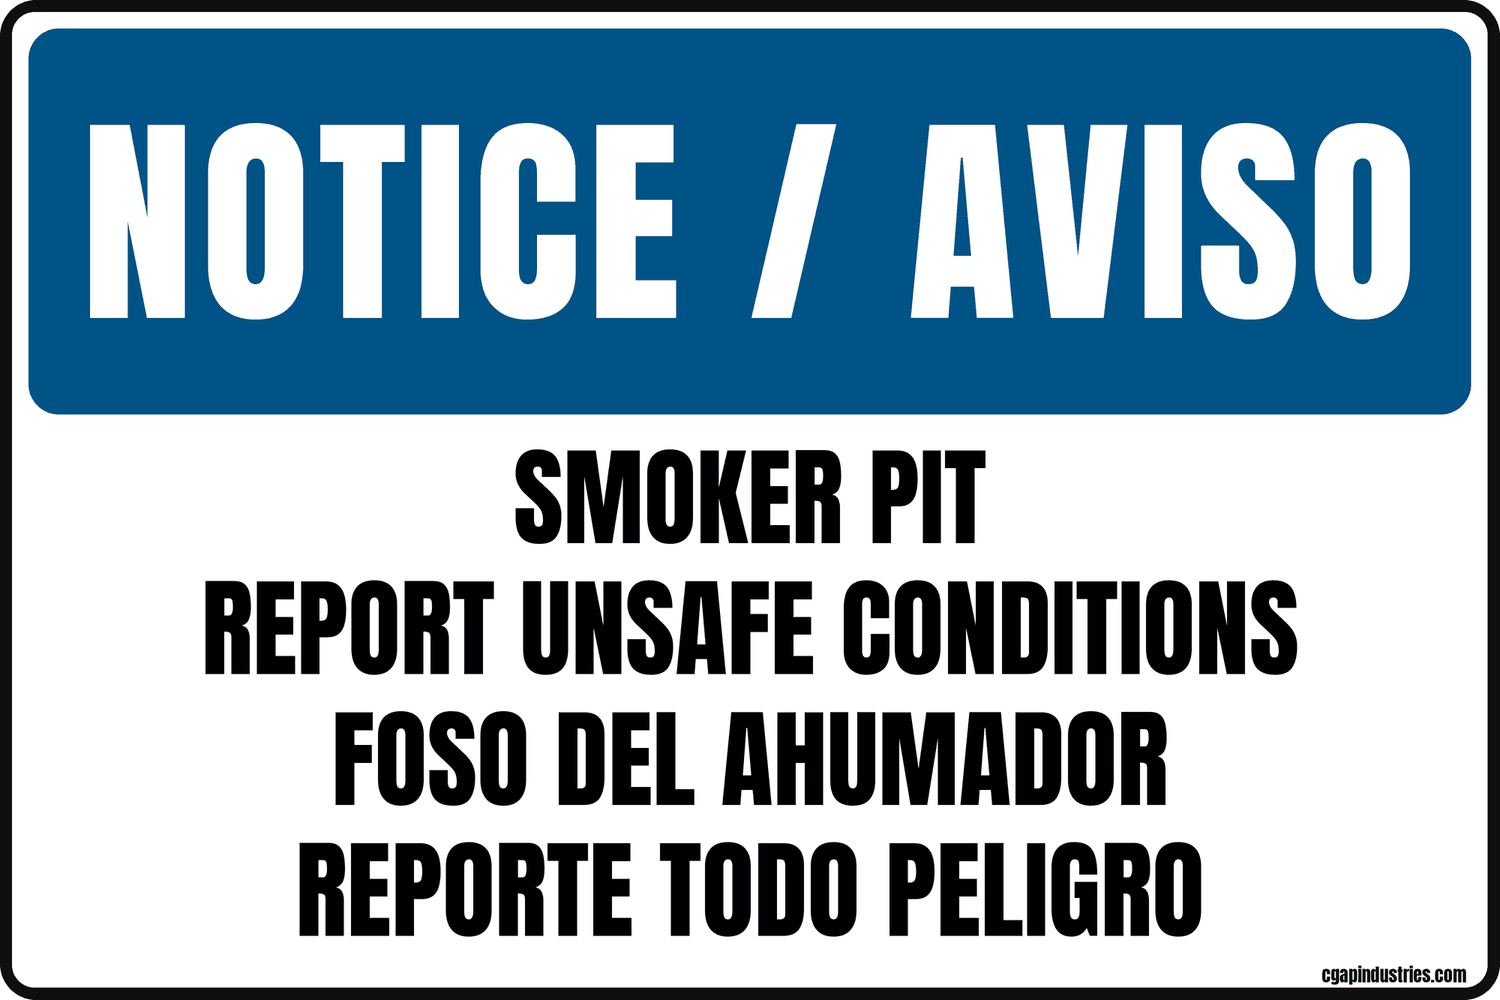 NOTICE / AVISO
SMOKER PIT
REPORT UNSAFE CONDITIONS
FOSO DEL AHUMADOR
REPORTE TODO PELIGRO
cgapindustries.com